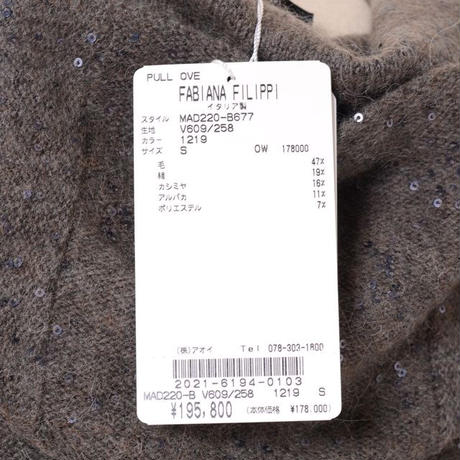 PULL OVE
FABIANA FILIPPI
イタリア製
スタイル MAD220-B677
生地 V609/258
カラー 1219
サイズ S OW 178000
毛 47%
綿 19%
カシミヤ 16%
アルパカ 11%
ポリエステル 7%
(株)アオイ Tel 078-303-1800
2021-6194-0103
MAD220-B V609/258 1219 S
¥195,800 (本体価格 ¥178,000)